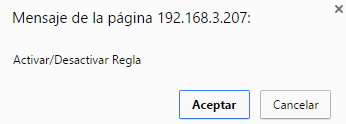 Mensaje de la página 192.168.3.207:
Activar/Desactivar Regla
Aceptar Cancelar